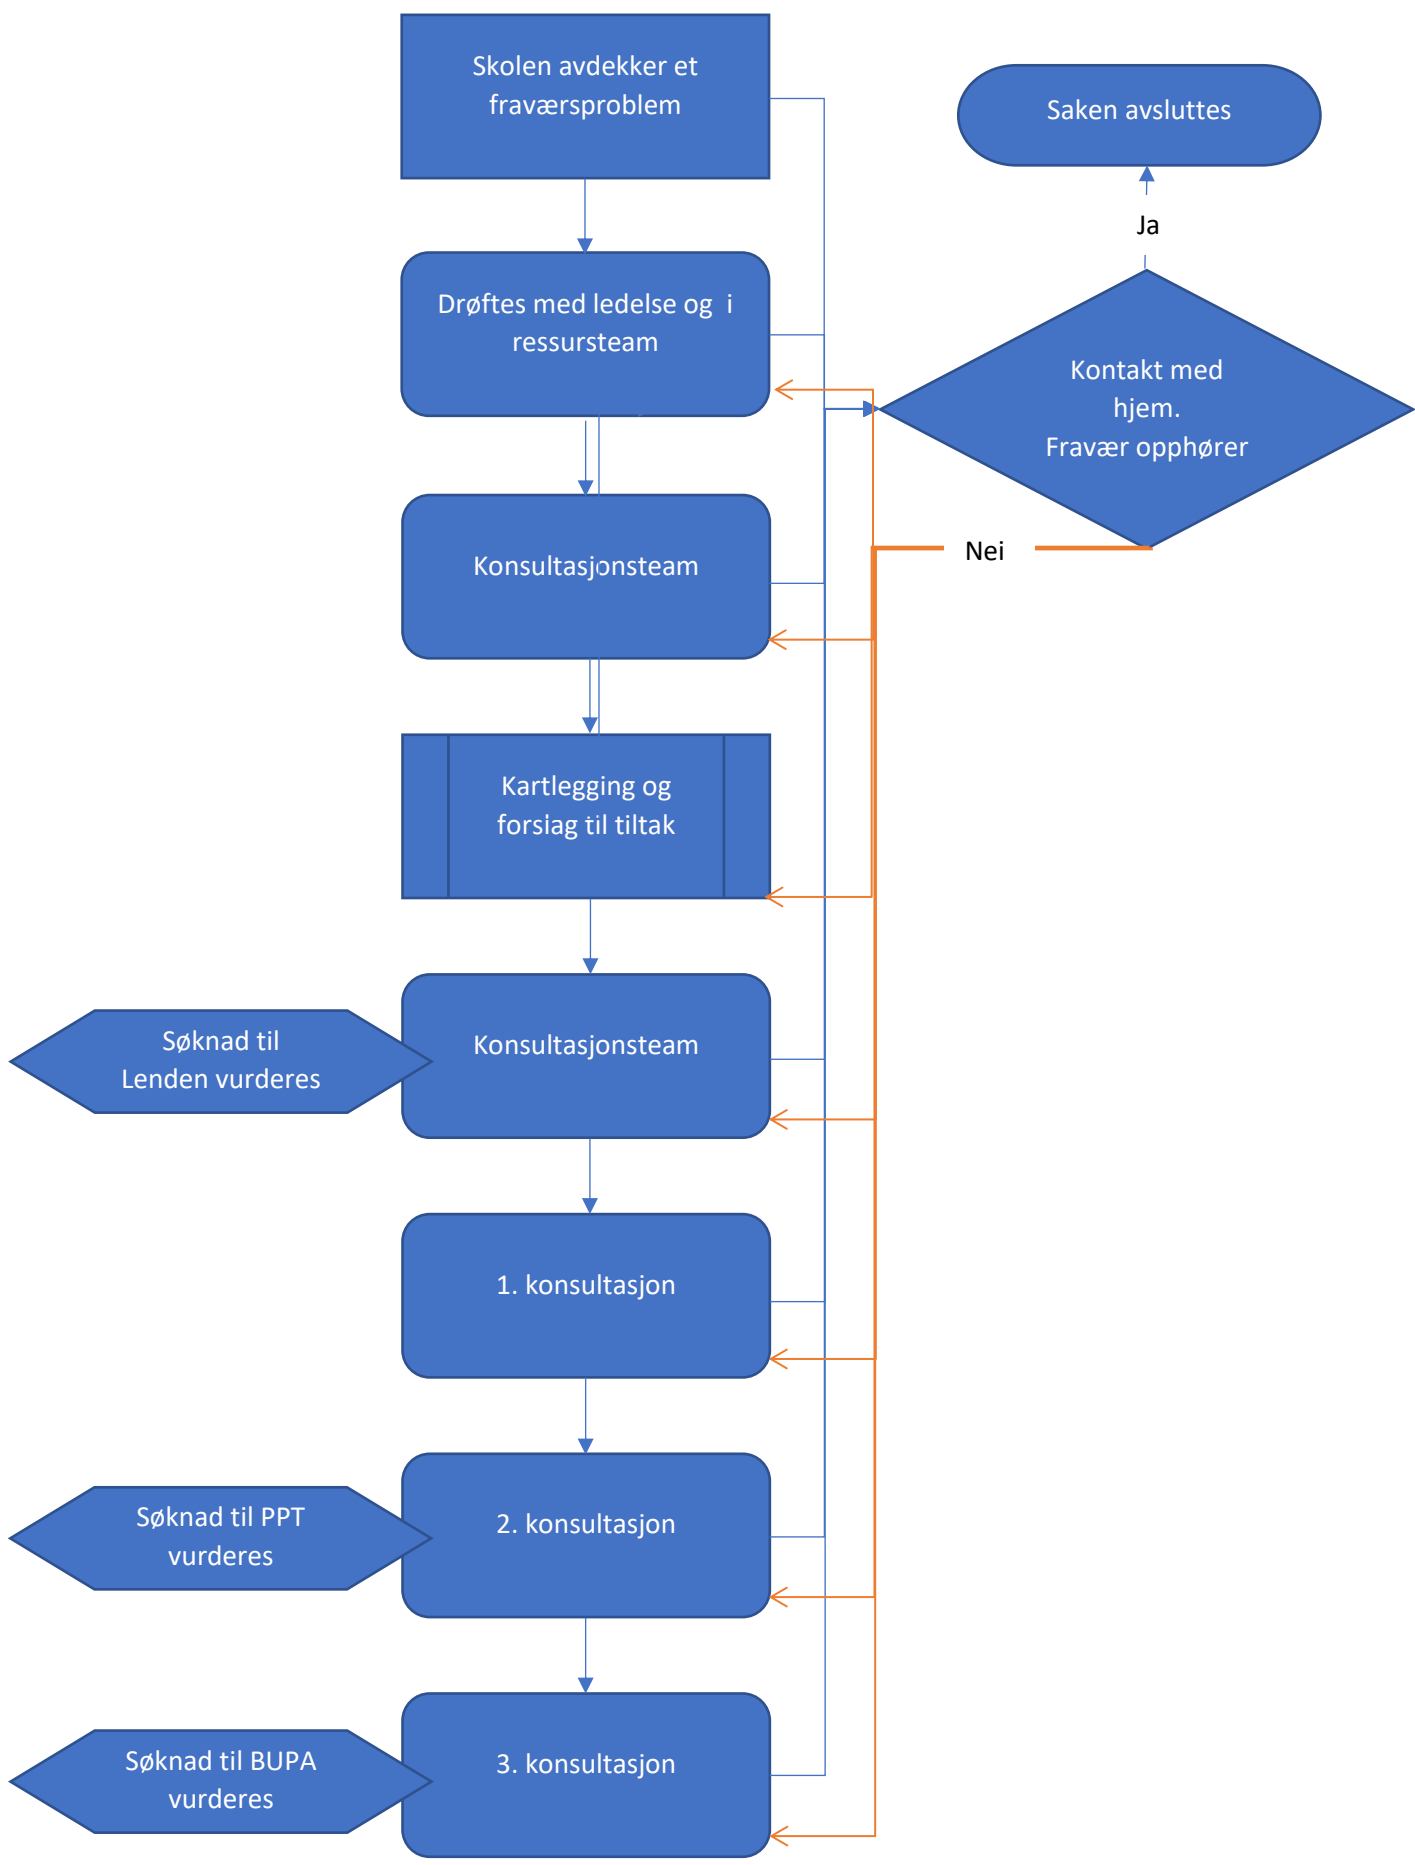 Skolen avdekker et
fraværsproblem
Saken avsluttes
Ja
Drøftes med ledelse og i
ressursteam
Kontakt med
hjem.
Fravær opphører
Nei
Konsultasjonsteam
Kartlegging og
forslag til tiltak
Søknad til
Lenden vurderes
Konsultasjonsteam
1. konsultasjon
Søknad til PPT
vurderes
2. konsultasjon
Søknad til BUPA
vurderes
3. konsultasjon